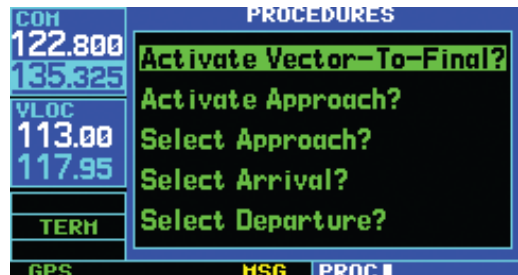 COM
122.800
135.325
VLOC
113.00
117.95
TERM
GPS
PROCEDURES
Activate Vector-To-Final?
Activate Approach?
Select Approach?
Select Arrival?
Select Departure?
MSG
PROC